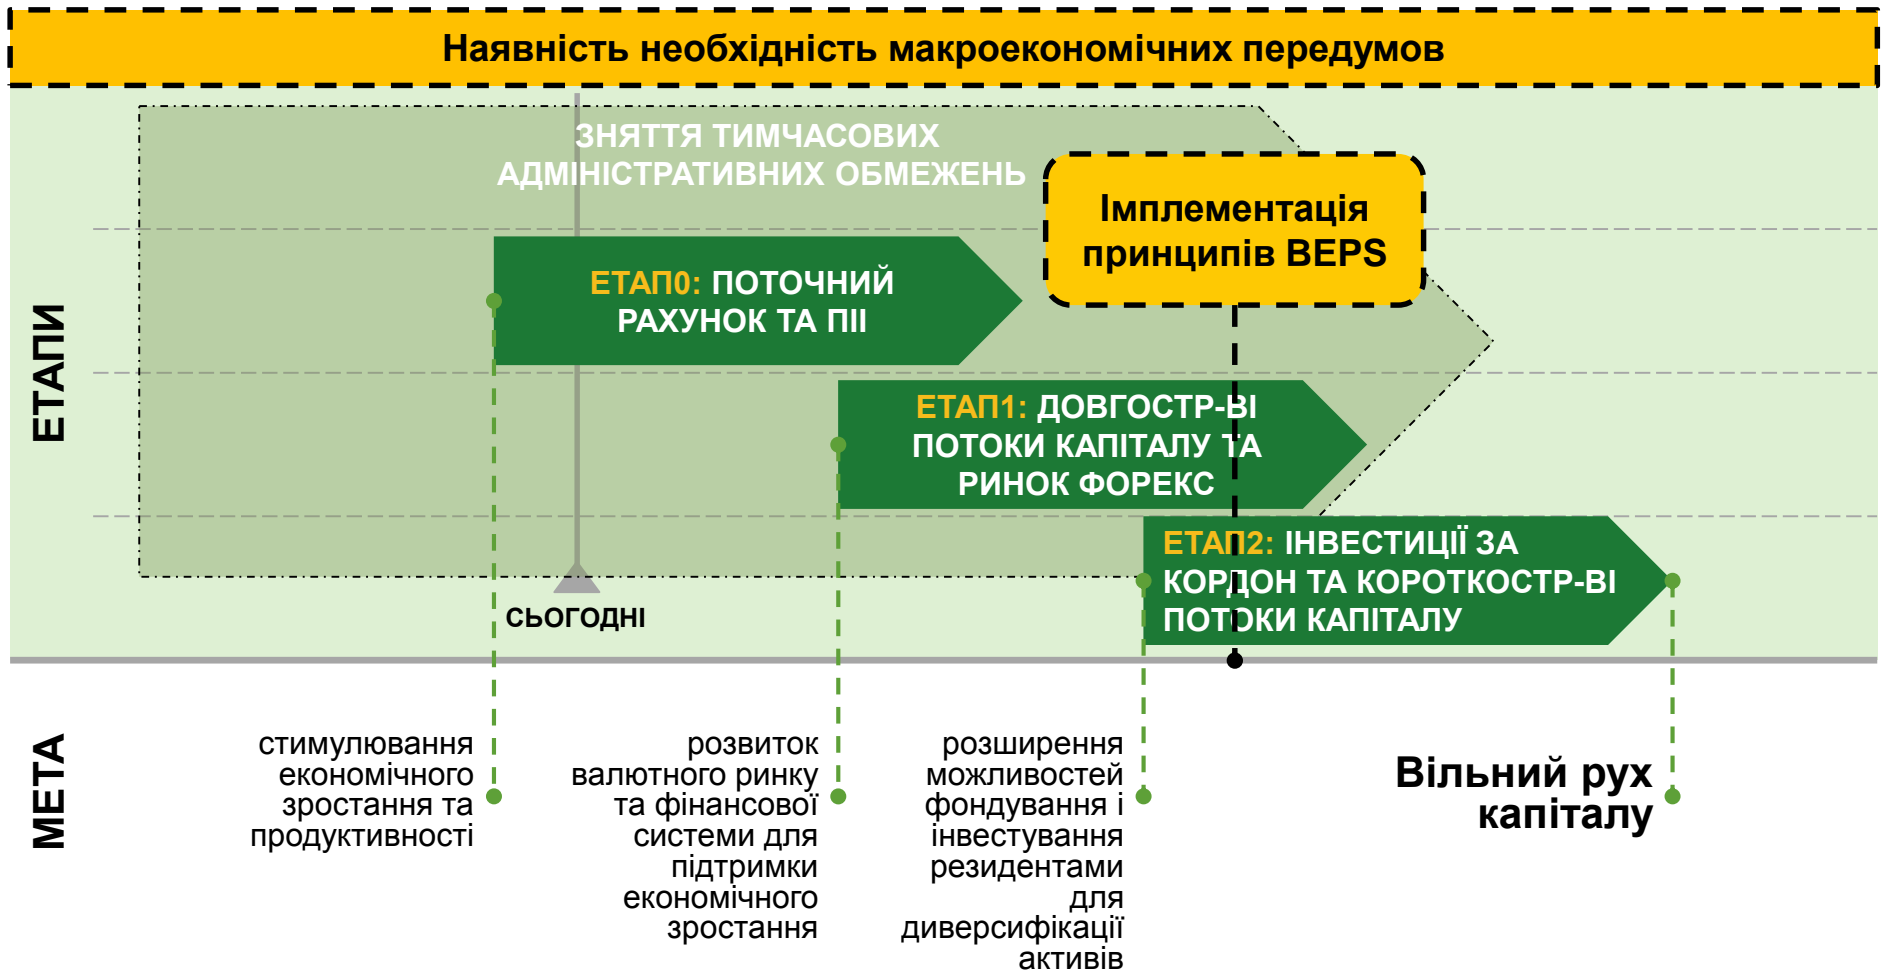 Наявність необхідність макроекономічних передумов
ЗНЯТТЯ ТИМЧАСОВИХ
АДМІНІСТРАТИВНИХ ОБМЕЖЕНЬ
Імплементація
принципів BEPS
ЕТАПИ
ЕТАП0: ПОТОЧНИЙ
РАХУНОК ТА ПІІ
ЕТАП1: ДОВГОСТР-ВІ
ПОТОКИ КАПІТАЛУ ТА
РИНОК ФОРЕКС
ЕТАП2: ІНВЕСТИЦІЇ ЗА
КОРДОН ТА КОРОТКОСТР-ВІ
ПОТОКИ КАПІТАЛУ
СЬОГОДНІ
МЕТА
стимулювання
економічного
зростання та
продуктивності
розвиток
валютного ринку
та фінансової
системи для
підтримки
економічного
зростання
розширення
можливостей
фондування і
інвестування
резидентами
для
диверсифікації
активів
Вільний рух
капіталу